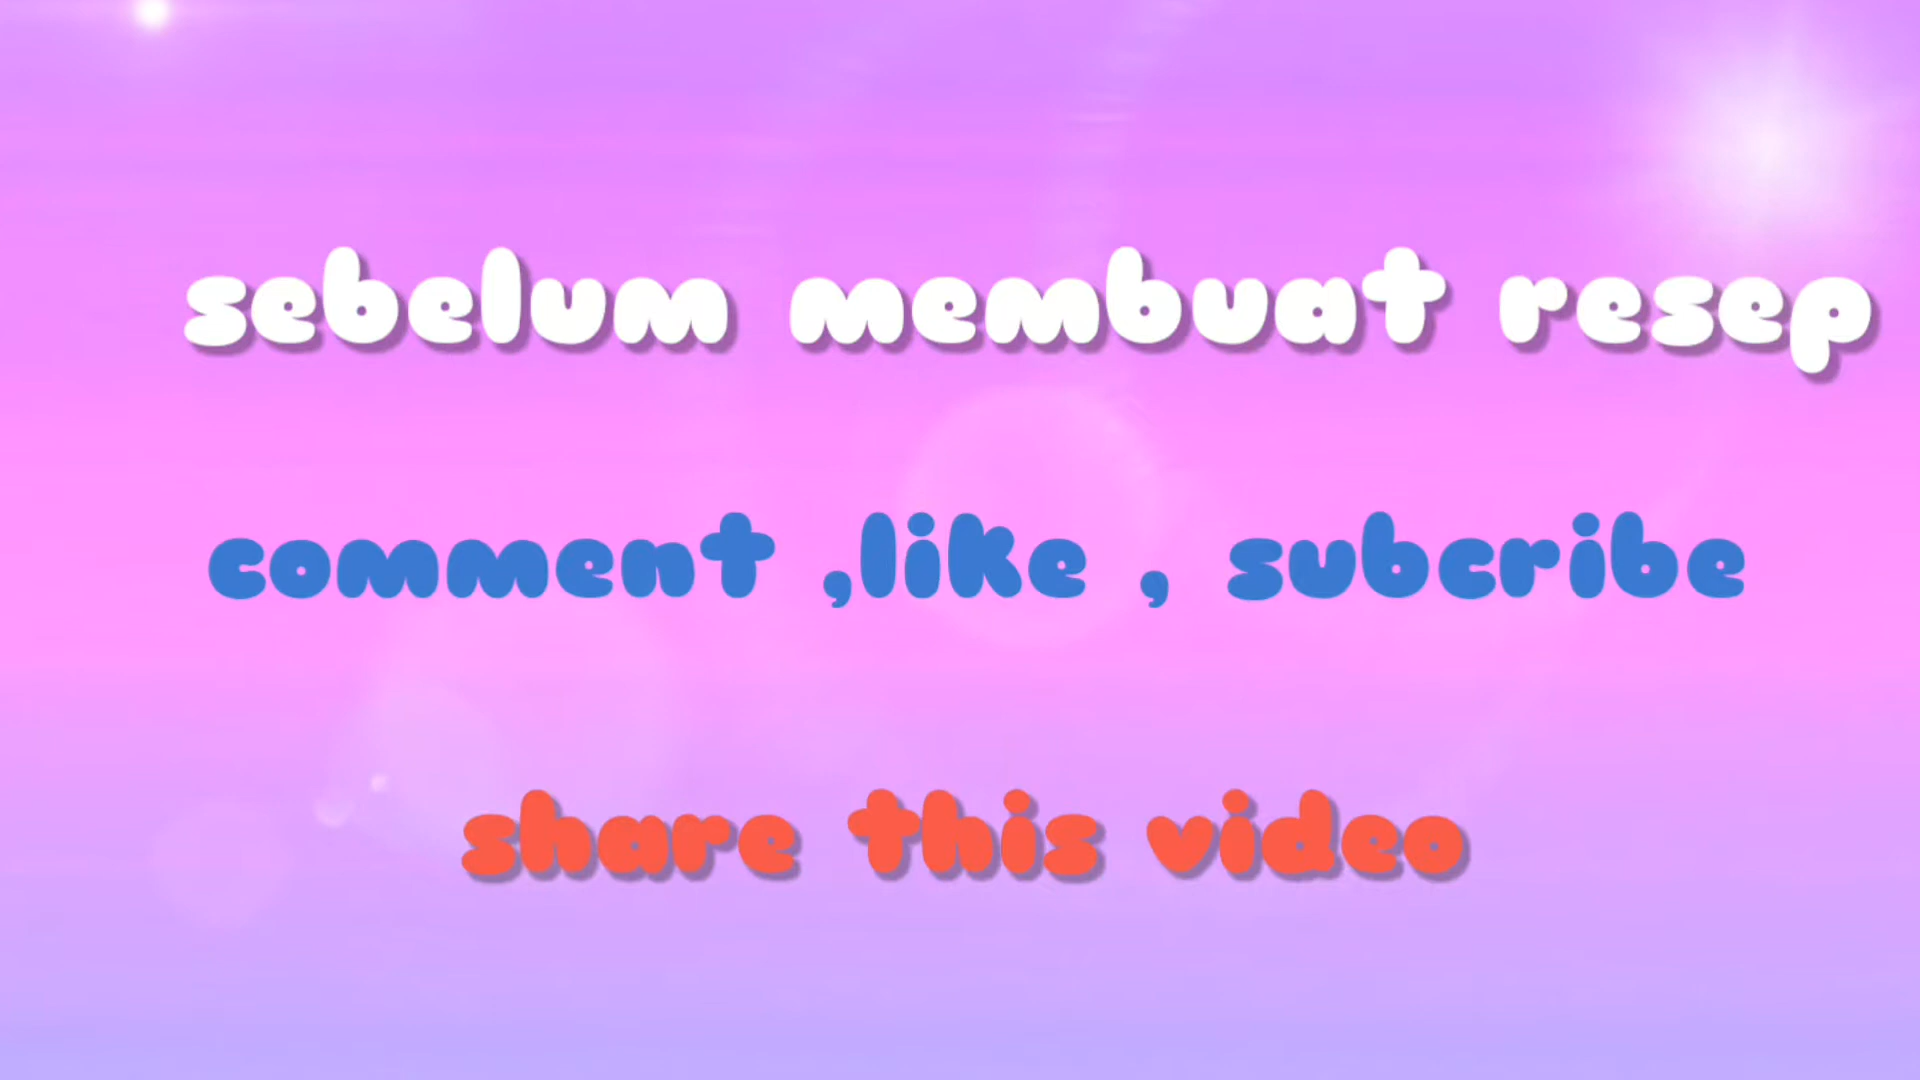 sebelum membuat resep
comment ,like , subcribe
share this video